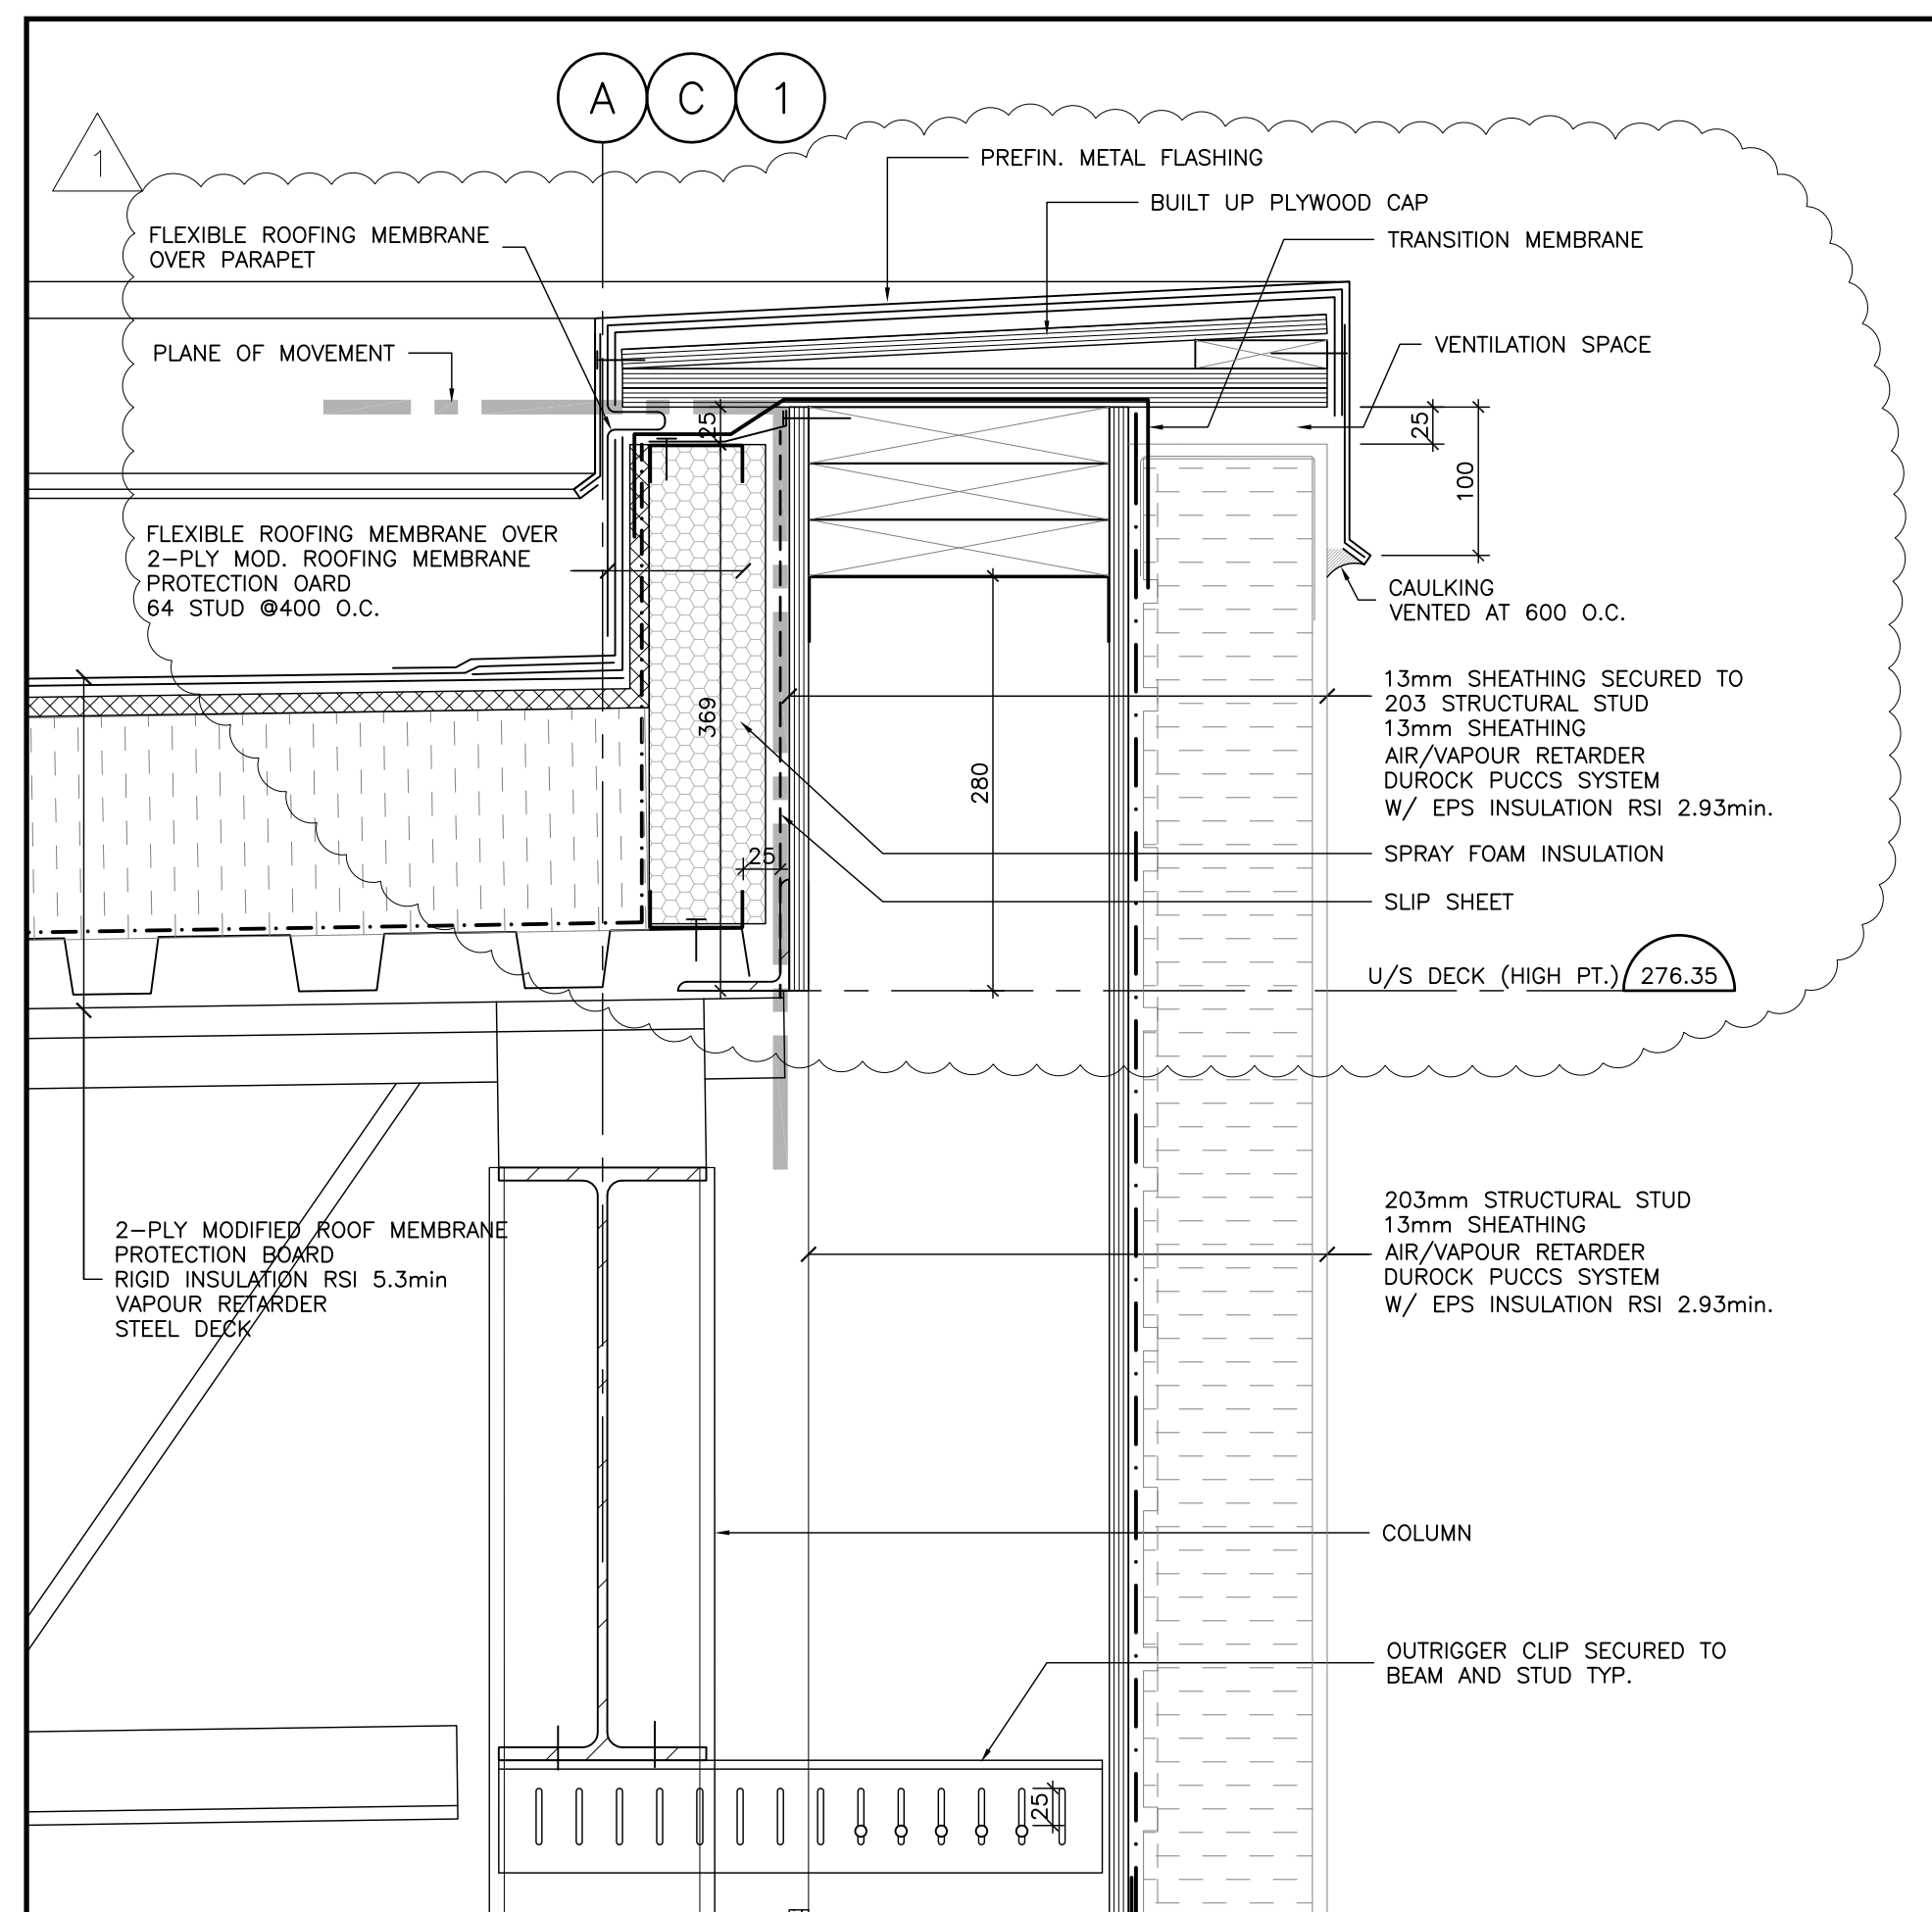 A C 1
1
PREFIN. METAL FLASHING
BUILT UP PLYWOOD CAP
TRANSITION MEMBRANE
FLEXIBLE ROOFING MEMBRANE
OVER PARAPET
VENTILATION SPACE
PLANE OF MOVEMENT
25
25
100
FLEXIBLE ROOFING MEMBRANE OVER
2-PLY MOD. ROOFING MEMBRANE
PROTECTION OARD
64 STUD @400 O.C.
CAULKING
VENTED AT 600 O.C.
13mm SHEATHING SECURED TO
203 STRUCTURAL STUD
13mm SHEATHING
AIR/VAPOUR RETARDER
DUROCK PUCCS SYSTEM
W/ EPS INSULATION RSI 2.93min.
369
280
25
SPRAY FOAM INSULATION
SLIP SHEET
U/S DECK (HIGH PT.) 276.35
203mm STRUCTURAL STUD
13mm SHEATHING
AIR/VAPOUR RETARDER
DUROCK PUCCS SYSTEM
W/ EPS INSULATION RSI 2.93min.
2-PLY MODIFIED ROOF MEMBRANE
PROTECTION BOARD
RIGID INSULATION RSI 5.3min
VAPOUR RETARDER
STEEL DECK
COLUMN
OUTRIGGER CLIP SECURED TO
BEAM AND STUD TYP.
25